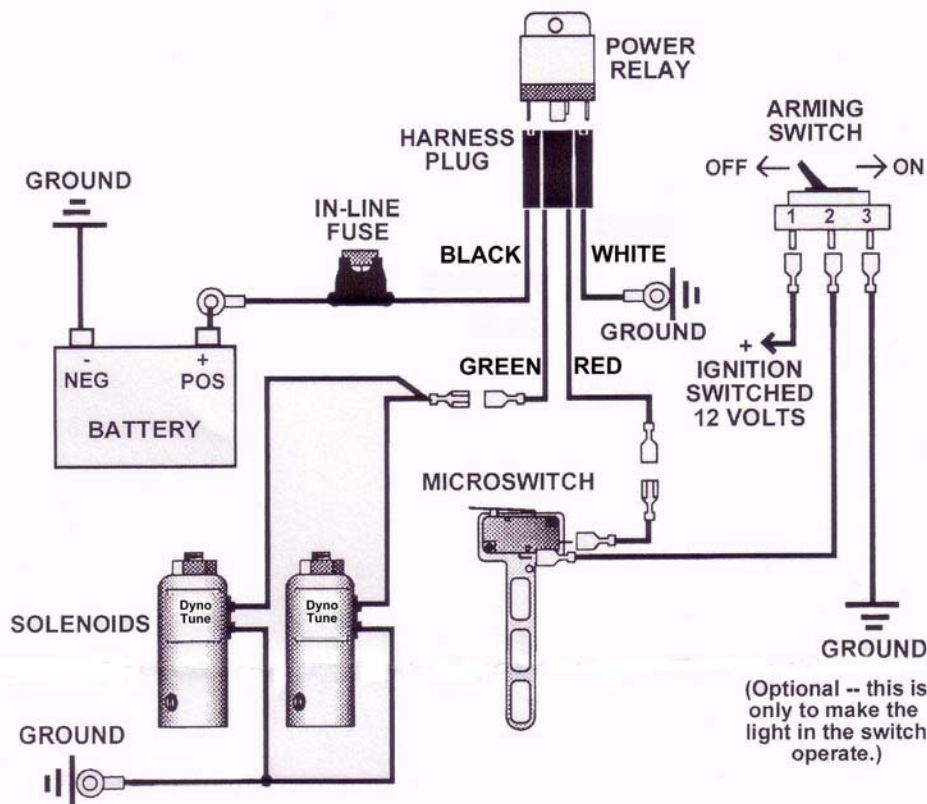 POWER
RELAY
ARMING
SWITCH
HARNESS
PLUG
OFF
ON
GROUND
IN-LINE
FUSE
1 2 3
BLACK
WHITE
GROUND
-
+
NEG
POS
BATTERY
GREEN
RED
+
IGNITION
SWITCHED
12 VOLTS
MICROSWITCH
SOLENOIDS
Dyno
Tune
Dyno
Tune
GROUND
(Optional -- this is
only to make the
light in the switch
operate.)
GROUND